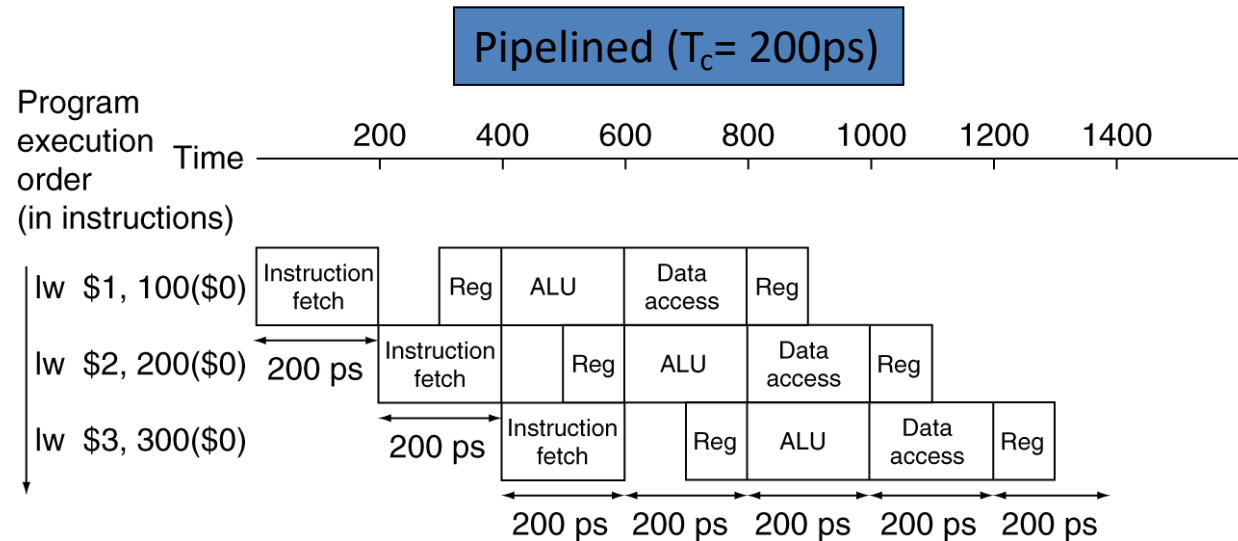 Pipelined (Tc= 200ps)
Program
execution
order
(in instructions)
Time
200 400 600 800 1000 1200 1400
lw $1, 100($0)
Instruction
fetch
Reg
ALU
Data
access
Reg
200 ps
lw $2, 200($0)
Instruction
fetch
Reg
ALU
Data
access
Reg
200 ps
lw $3, 300($0)
Instruction
fetch
Reg
ALU
Data
access
Reg
200 ps 200 ps 200 ps 200 ps 200 ps